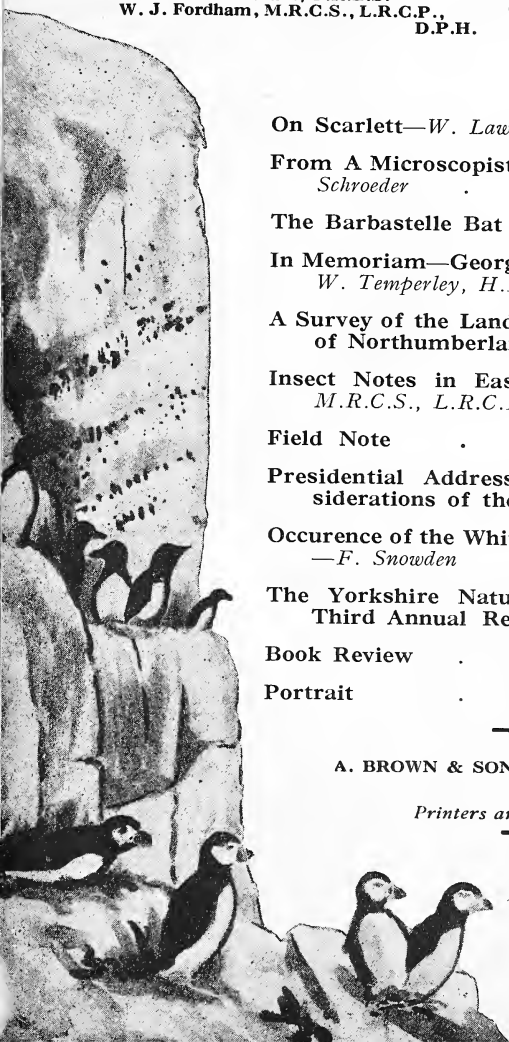 W. J. Fordham, M.R.C.S., L.R.C.P.,
D.P.H.
On Scarlett—W. Law
From A Microscopist
Schroeder .
The Barbastelle Bat
In Memoriam—Georg
W. Temperley, H.
A Survey of the Land
of Northumberla
Insect Notes in Eas
M.R.C.S., L.R.C.
Field Note .
Presidential Address
siderations of the
Occurence of the Whi
—F. Snowden
The Yorkshire Natu
Third Annual Re
Book Review .
Portrait .
A. BROWN & SON
Printers an